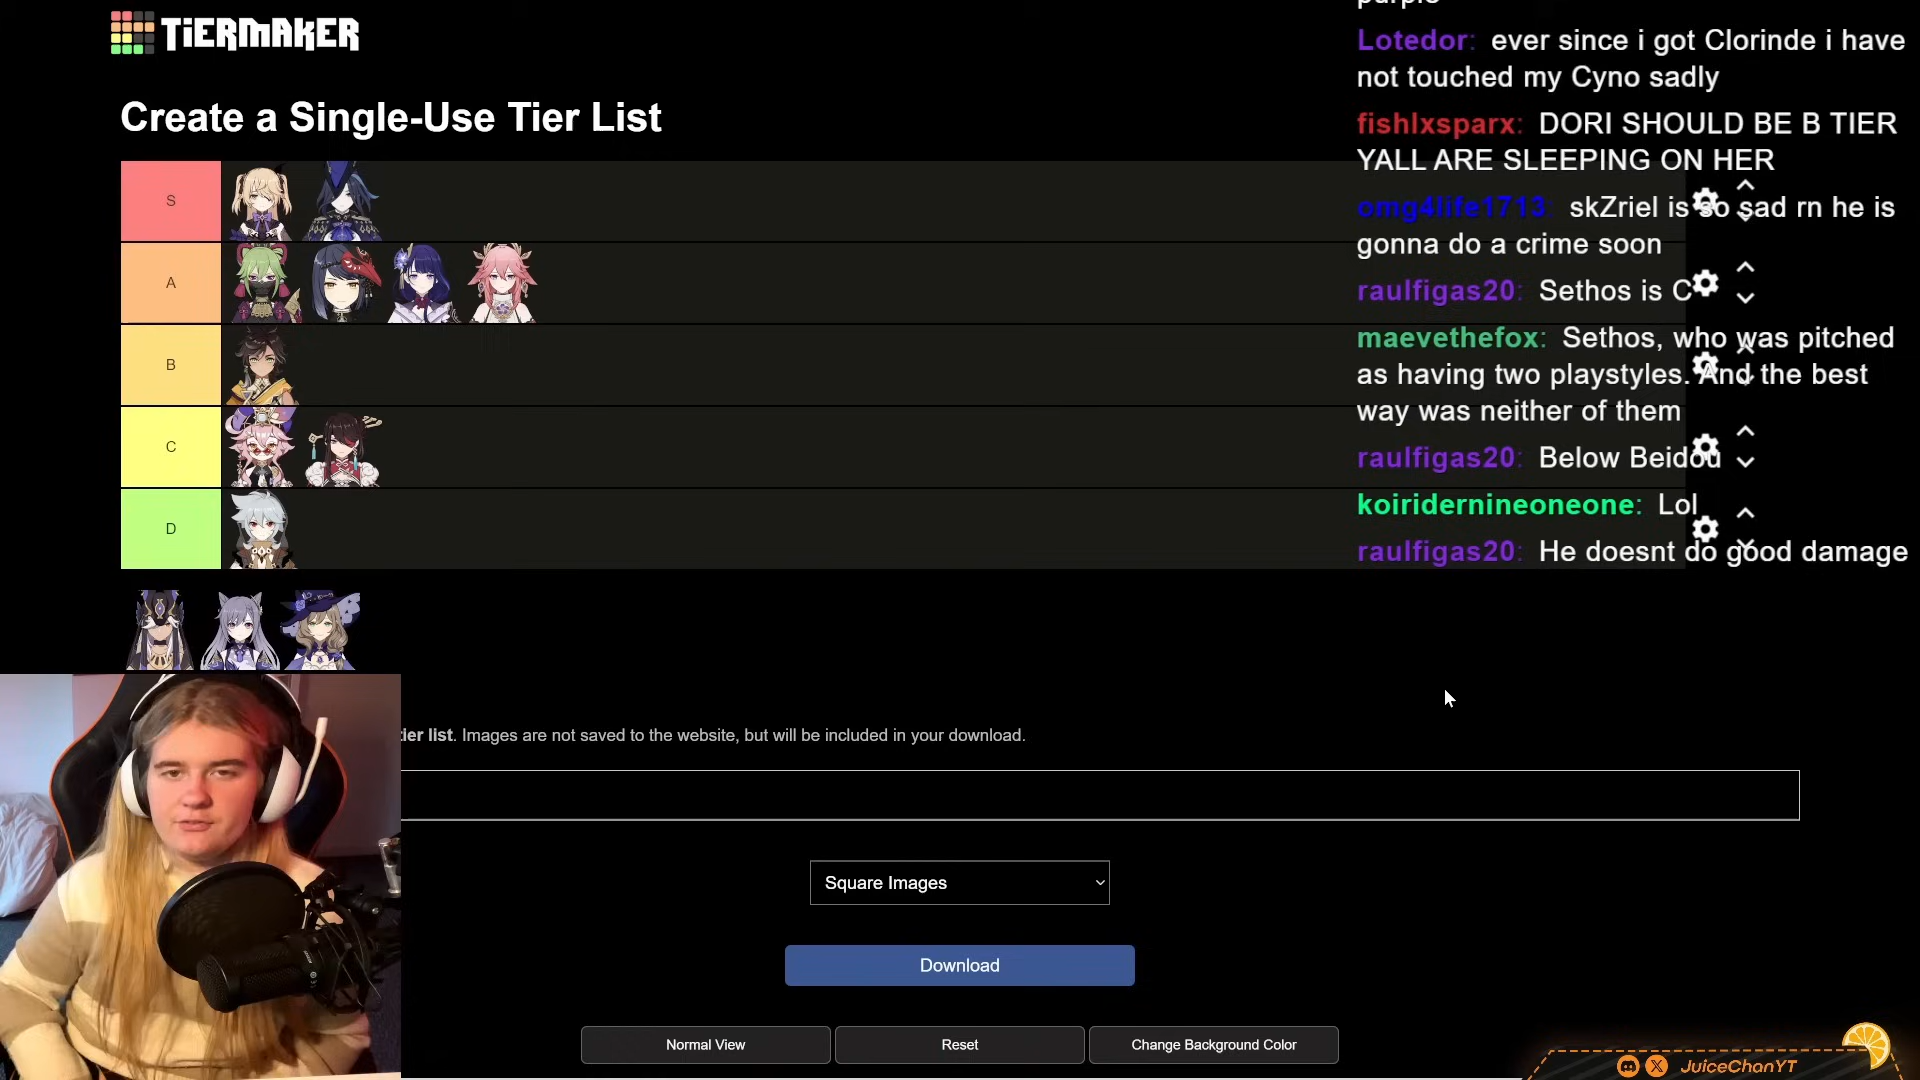 TiERMAKER
Create a Single-Use Tier List
S
A
B
C
D
tier list. Images are not saved to the website, but will be included in your download.
Square Images
Download
Normal View
Reset
Change Background Color
purple
Lotedor: ever since i got Clorinde i have
not touched my Cyno sadly
fishlxsparx: DORI SHOULD BE B TIER
YALL ARE SLEEPING ON HER
omg4life1713: skZriel is so sad rn he is
gonna do a crime soon
raulfigas20: Sethos is C
maevethefox: Sethos, who was pitched
as having two playstyles. And the best
way was neither of them
raulfigas20: Below Beidou
koiridernineoneone: Lol
raulfigas20: He doesnt do good damage
JuiceChanYT